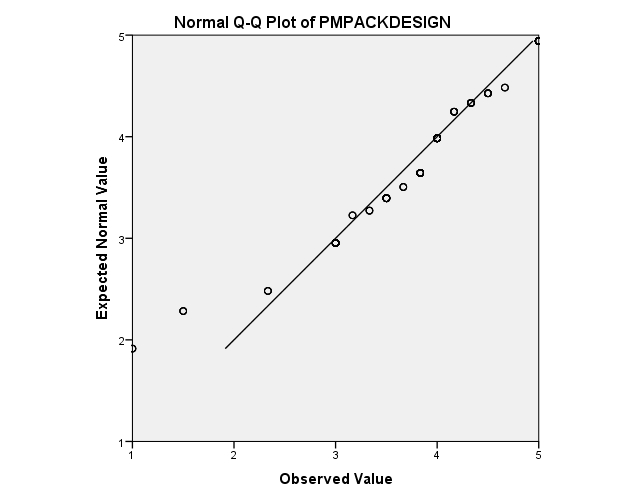 Normal Q-Q Plot of PMPACKDESIGN
5
4
3
2
1
Expected Normal Value
1 2 3 4 5
Observed Value